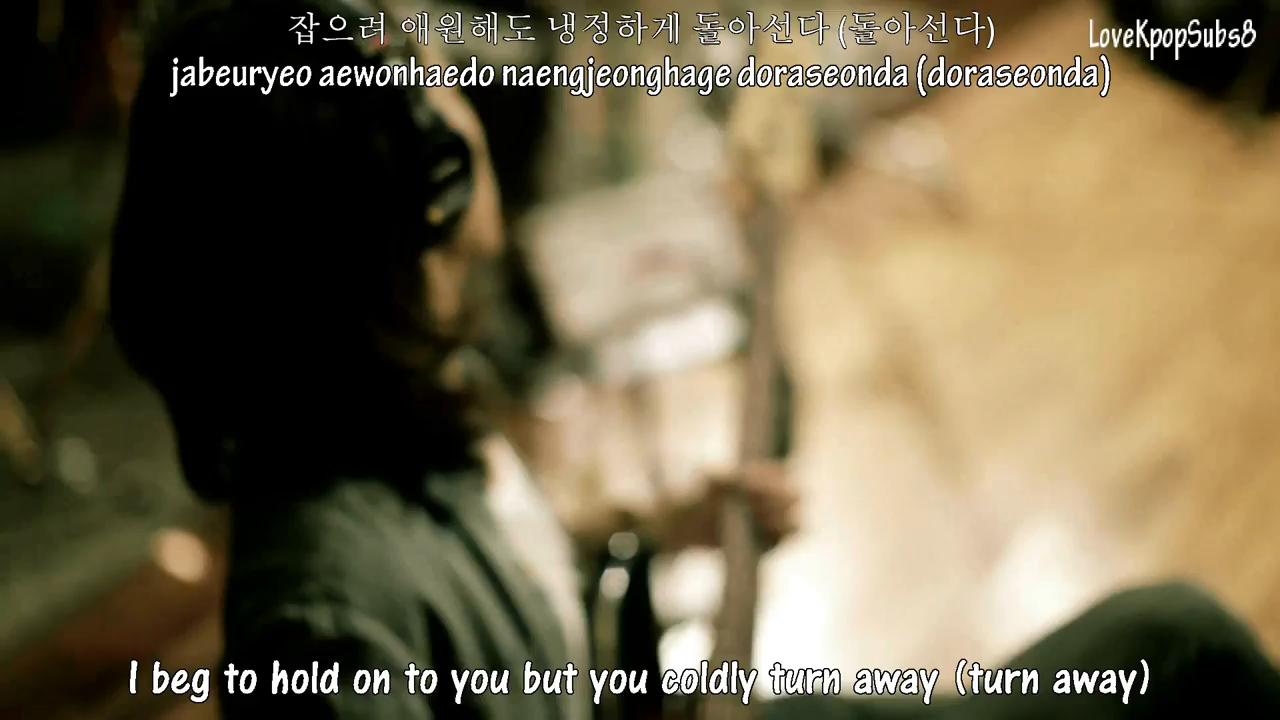 잡으려 애원해도 냉정하게 돌아선다 (돌아선다)
LoveKpopSubs8
jabeuryeo aewonhaedo naengjeonghage doraseonda (doraseonda)
I beg to hold on to you but you coldly turn away (turn away)